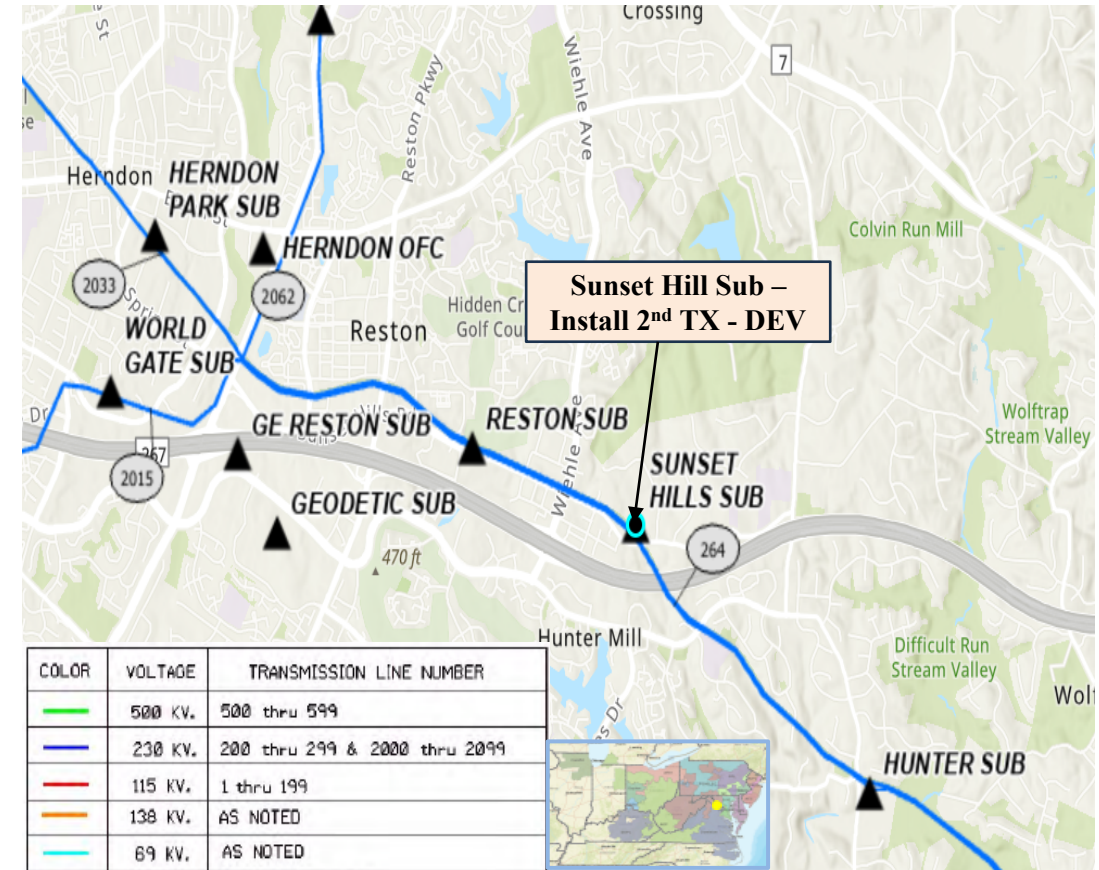 Crossing
7
Wiehle Ave
Reston Pkwy
Herndon
HERNDON
PARK SUB
HERNDON OFC
Colvin Run Mill
2033
2062
Sunset Hill Sub –
Install 2nd TX - DEV
Hidden Cr
Golf Cou
Reston
WORLD
GATE SUB
Dr
GE RESTON SUB
RESTON SUB
Wolftrap
Stream Valley
267
2015
Wiehle Ave
SUNSET
HILLS SUB
GEODETIC SUB
264
470 ft
Hunter Mill
Difficult Run
Stream Valley
Wolf
HUNTER SUB
COLOR VOLTAGE TRANSMISSION LINE NUMBER
500 KV. 500 thru 599
230 KV. 200 thru 299 & 2000 thru 2099
115 KV. 1 thru 199
138 KV. AS NOTED
69 KV. AS NOTED